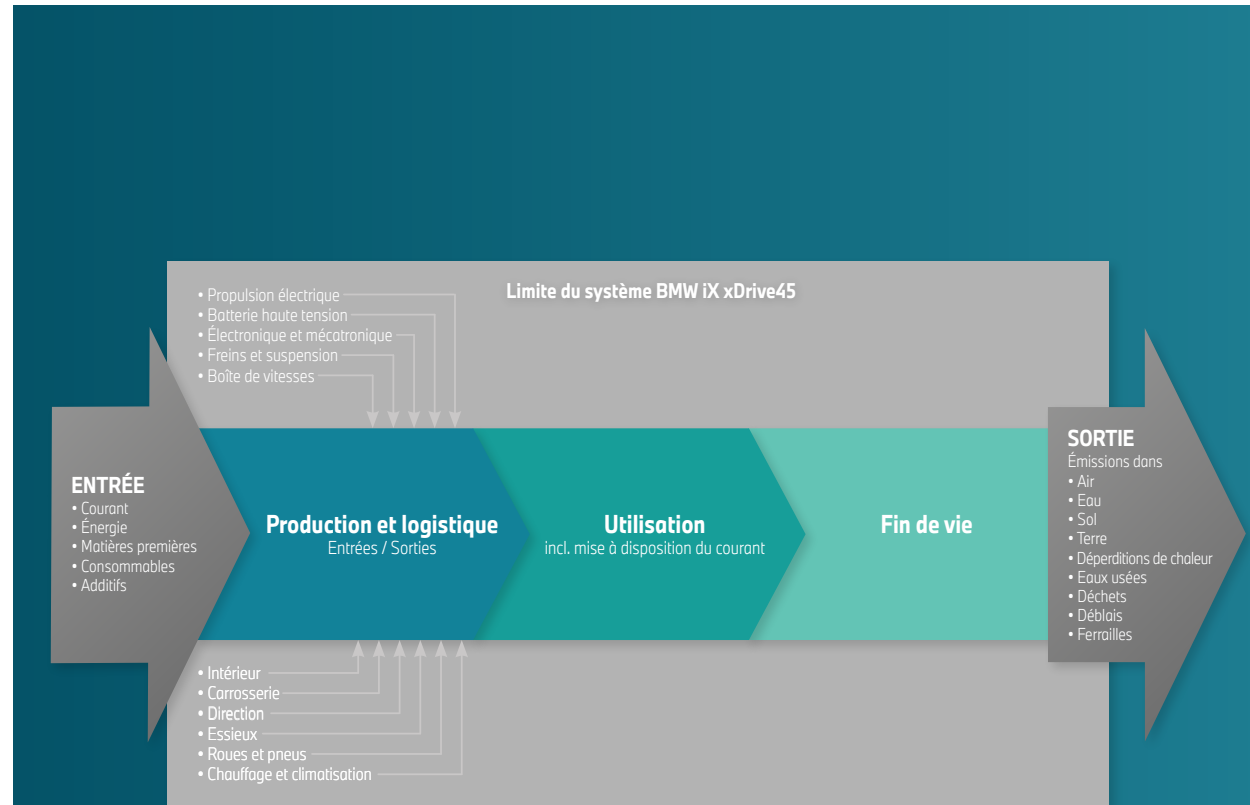 Limite du système BMW iX xDrive45
• Propulsion électrique
• Batterie haute tension
• Électronique et mécatronique
• Freins et suspension
• Boîte de vitesses
ENTRÉE
• Courant
• Énergie
• Matières premières
• Consommables
• Additifs
Production et logistique
Entrées / Sorties
Utilisation
incl. mise à disposition du courant
Fin de vie
SORTIE
Émissions dans
• Air
• Eau
• Sol
• Terre
• Déperditions de chaleur
• Eaux usées
• Déchets
• Déblais
• Ferrailles
• Intérieur
• Carrosserie
• Direction
• Essieux
• Roues et pneus
• Chauffage et climatisation